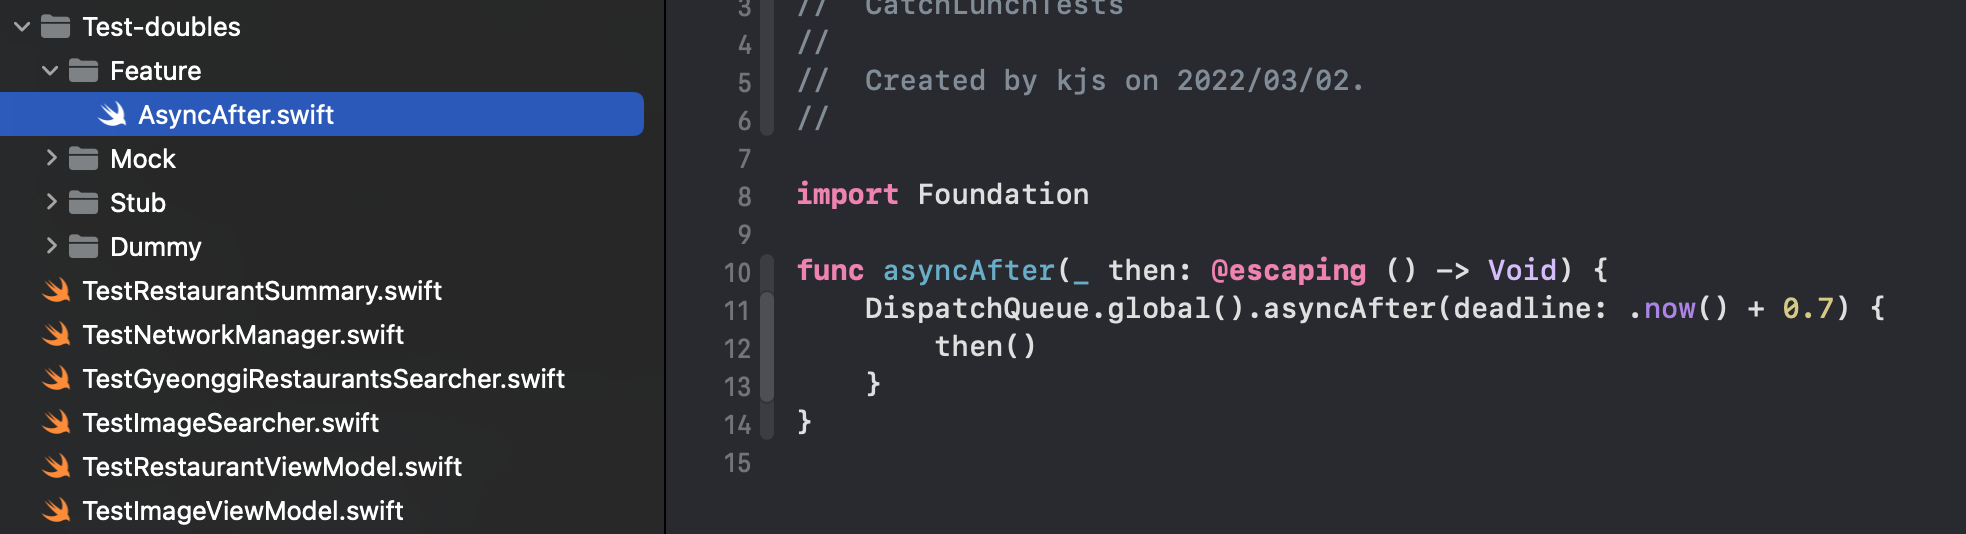 Test-doubles
Feature
AsyncAfter.swift
Mock
Stub
Dummy
TestRestaurantSummary.swift
TestNetworkManager.swift
TestGyeonggiRestaurantsSearcher.swift
TestImageSearcher.swift
TestRestaurantViewModel.swift
TestImageViewModel.swift
3 //  CatchLunchTests
4 //
5 //  Created by kjs on 2022/03/02.
6 //
7
8 import Foundation
9
10 func asyncAfter(_ then: @escaping () -> Void) {
11     DispatchQueue.global().asyncAfter(deadline: .now() + 0.7) {
12         then()
13     }
14 }
15